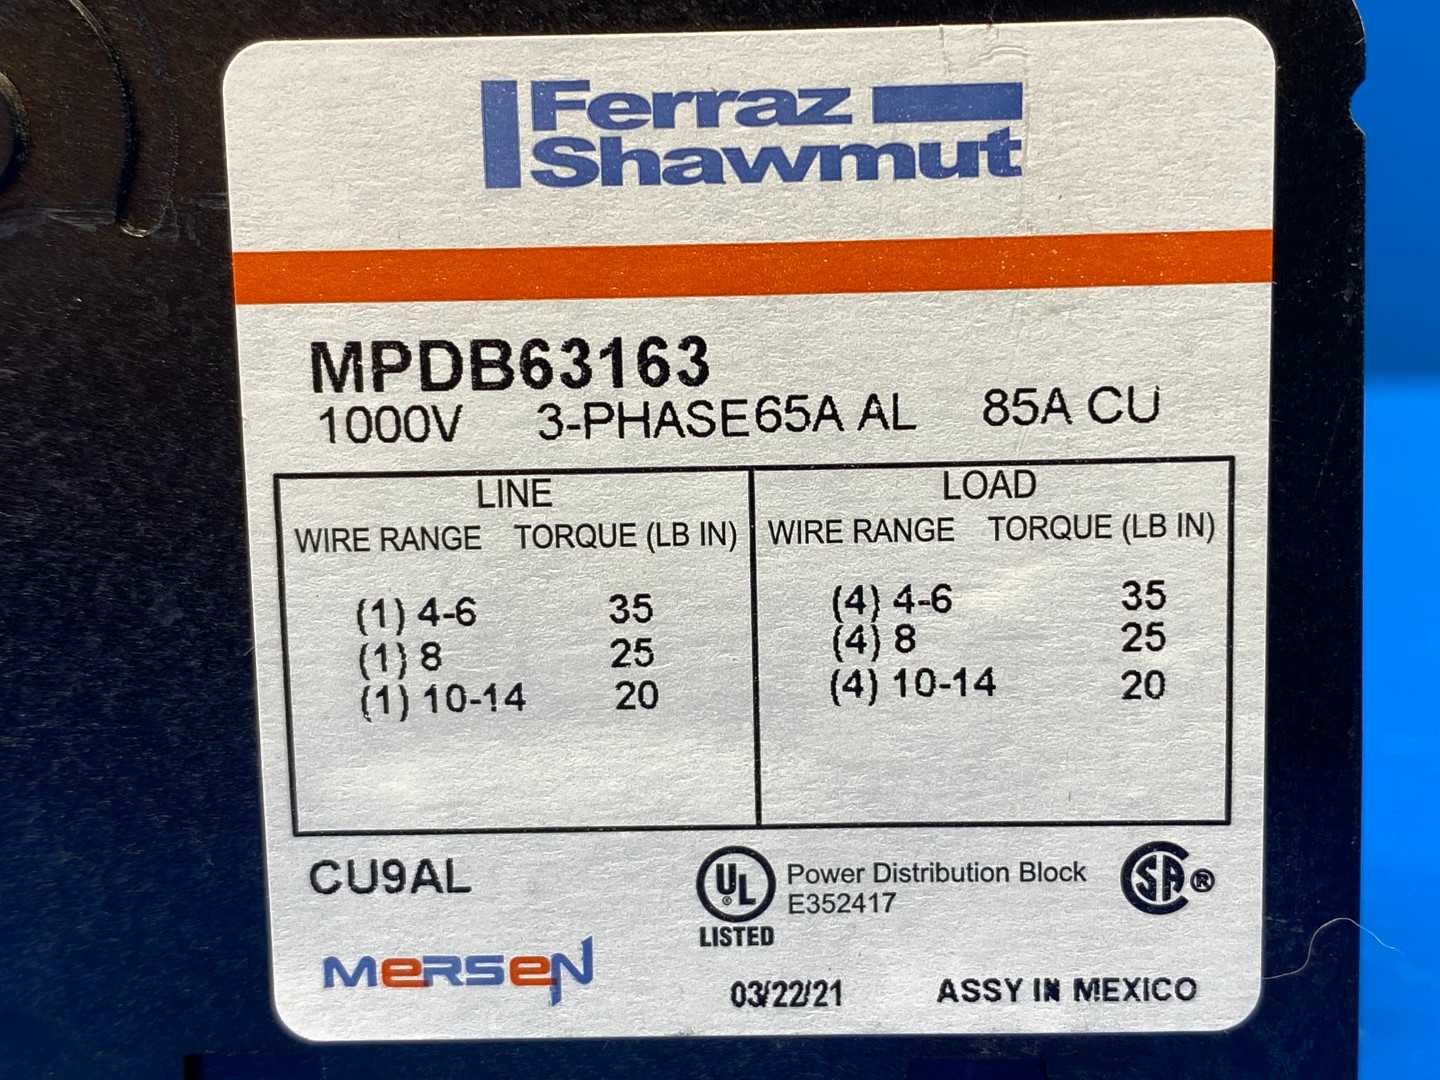 Ferraz
Shawmut
MPDB63163
1000V 3-PHASE65A AL 85A CU
LINE LOAD
WIRE RANGE TORQUE (LB IN) WIRE RANGE TORQUE (LB IN)
(1) 4-6 35 (4) 4-6 35
(1) 8 25 (4) 8 25
(1) 10-14 20 (4) 10-14 20
CU9AL
UL ® Power Distribution Block SA ®
E352417
LISTED
MERSEN
03/22/21 ASSY IN MEXICO